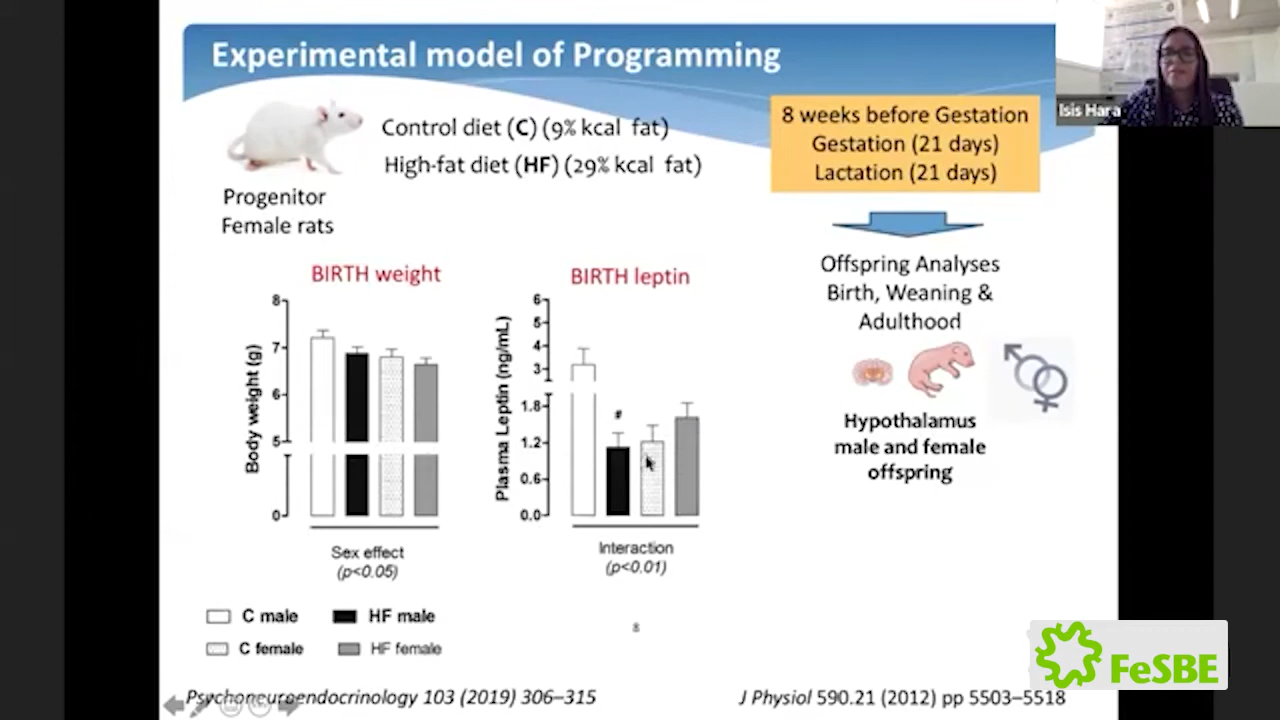 Experimental model of Programming
Isis Hara
Control diet (C) (9% kcal fat)
High-fat diet (HF) (29% kcal fat)
8 weeks before Gestation
Gestation (21 days)
Lactation (21 days)
Progenitor
Female rats
Offspring Analyses
Birth, Weaning &
Adulthood
BIRTH weight
Body weight (g)
8
7
6
5
0
Sex effect
(p<0.05)
BIRTH leptin
Plasma Leptin (ng/mL)
6
5
4
3
1.8
1.2
0.6
0.0
#
Interaction
(p<0.01)
Hypothalamus
male and female
offspring
C male
HF male
C female
HF female
8
FeSBE
Psychoneuroendocrinology 103 (2019) 306–315
J Physiol 590.21 (2012) pp 5503–5518